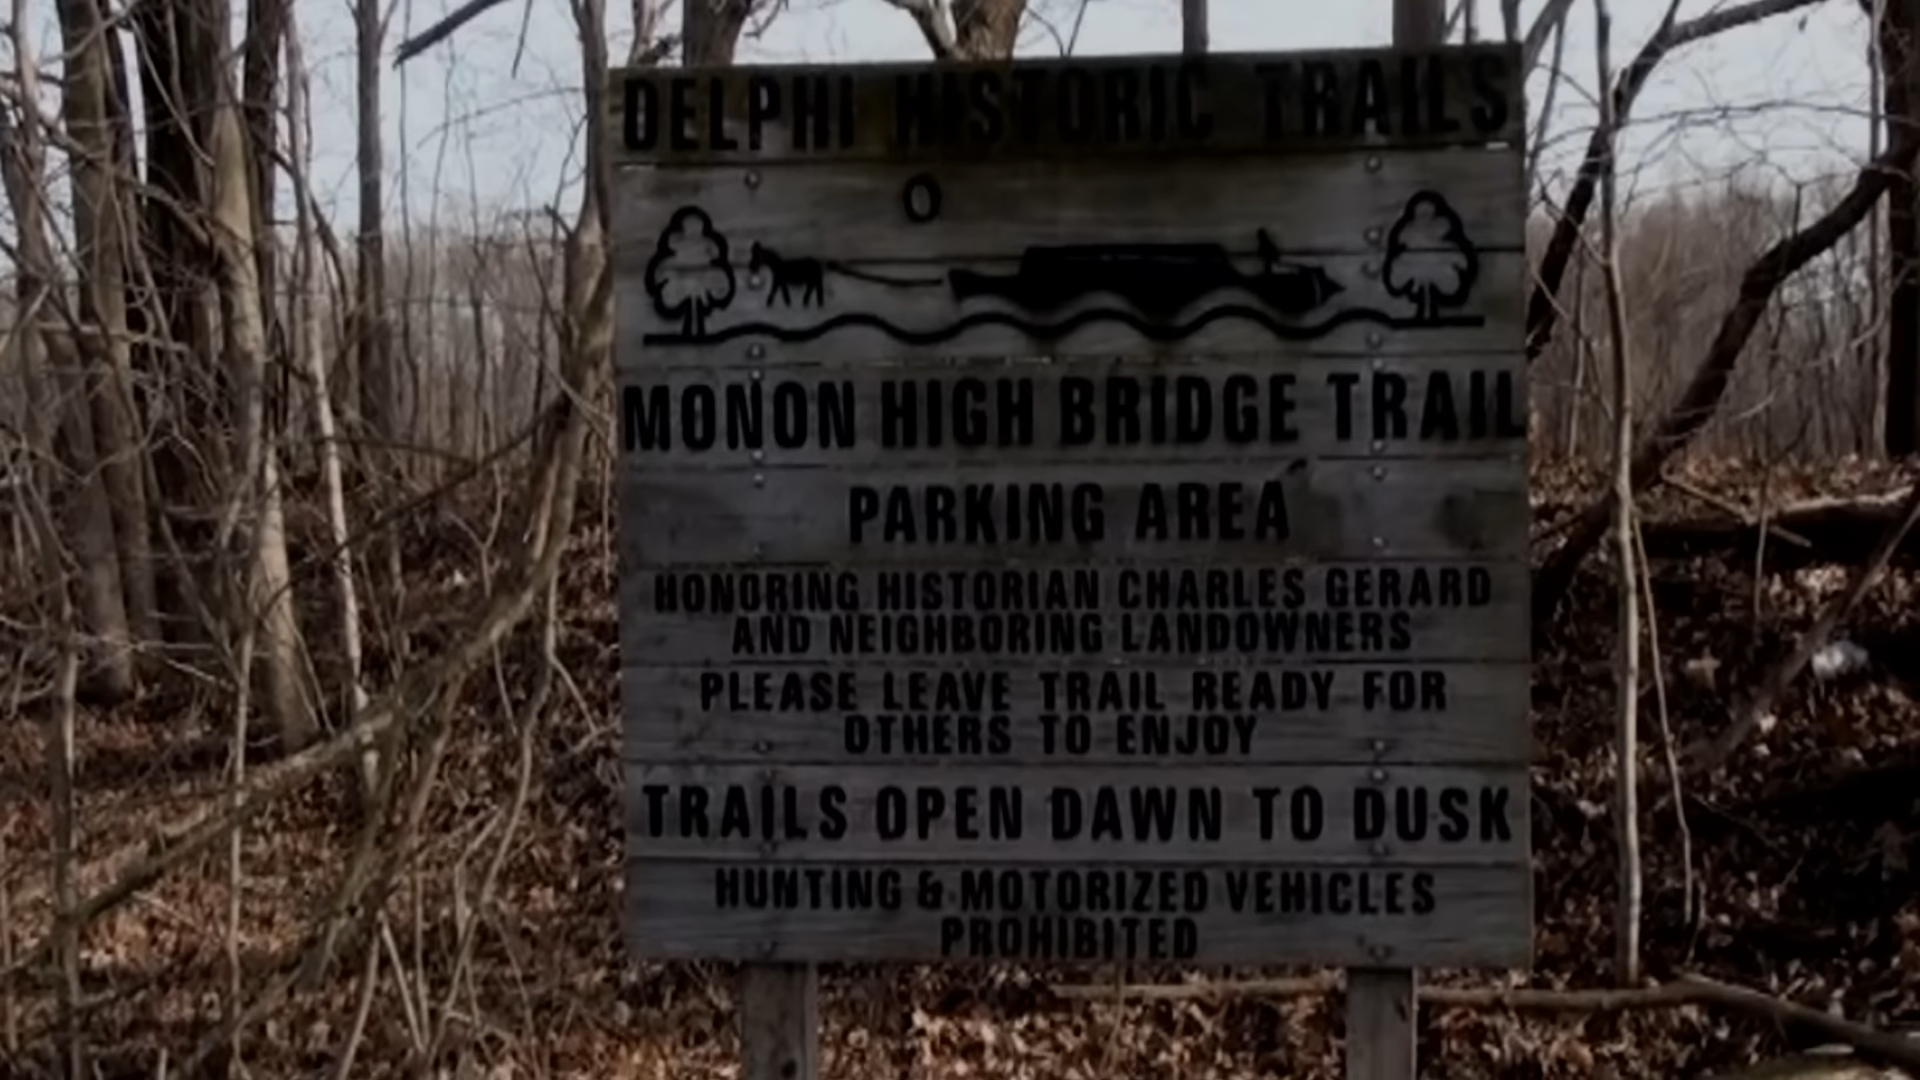 DELPHI HISTORIC TRAILS
O
MONON HIGH BRIDGE TRAIL
PARKING AREA
HONORING HISTORIAN CHARLES GERARD
AND NEIGHBORING LANDOWNERS
PLEASE LEAVE TRAIL READY FOR
OTHERS TO ENJOY
TRAILS OPEN DAWN TO DUSK
HUNTING & MOTORIZED VEHICLES
PROHIBITED